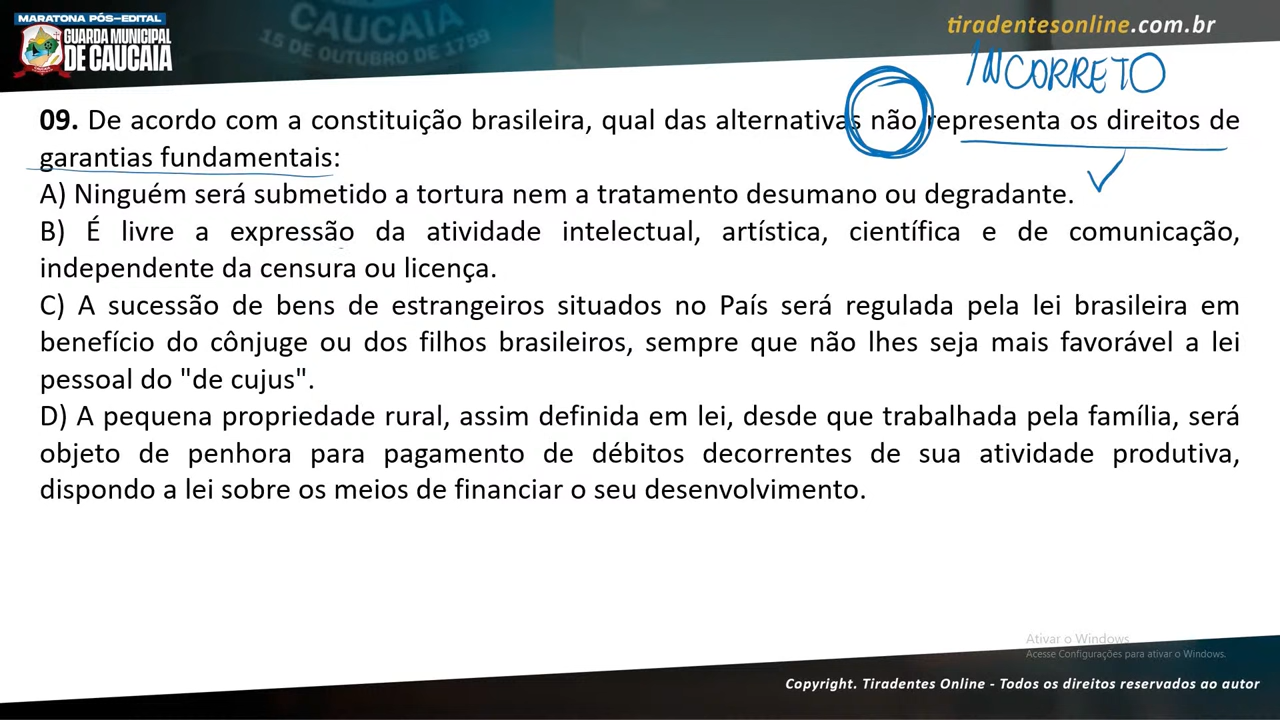 MARATONA PÓS-EDITAL
GUARDA MUNICIPAL
DE CAUCAIA
CAUCAIA
15 DE OUTUBRO DE 1759
tiradentesonline.com.br
INCORRETO
09. De acordo com a constituição brasileira, qual das alternativas não representa os direitos de
garantias fundamentais:
A) Ninguém será submetido a tortura nem a tratamento desumano ou degradante.
B) É livre a expressão da atividade intelectual, artística, científica e de comunicação,
independente da censura ou licença.
C) A sucessão de bens de estrangeiros situados no País será regulada pela lei brasileira em
benefício do cônjuge ou dos filhos brasileiros, sempre que não lhes seja mais favorável a lei
pessoal do "de cujus".
D) A pequena propriedade rural, assim definida em lei, desde que trabalhada pela família, será
objeto de penhora para pagamento de débitos decorrentes de sua atividade produtiva,
dispondo a lei sobre os meios de financiar o seu desenvolvimento.
Ativar o Windows
Acesse Configurações para ativar o Windows.
Copyright. Tiradentes Online - Todos os direitos reservados ao autor